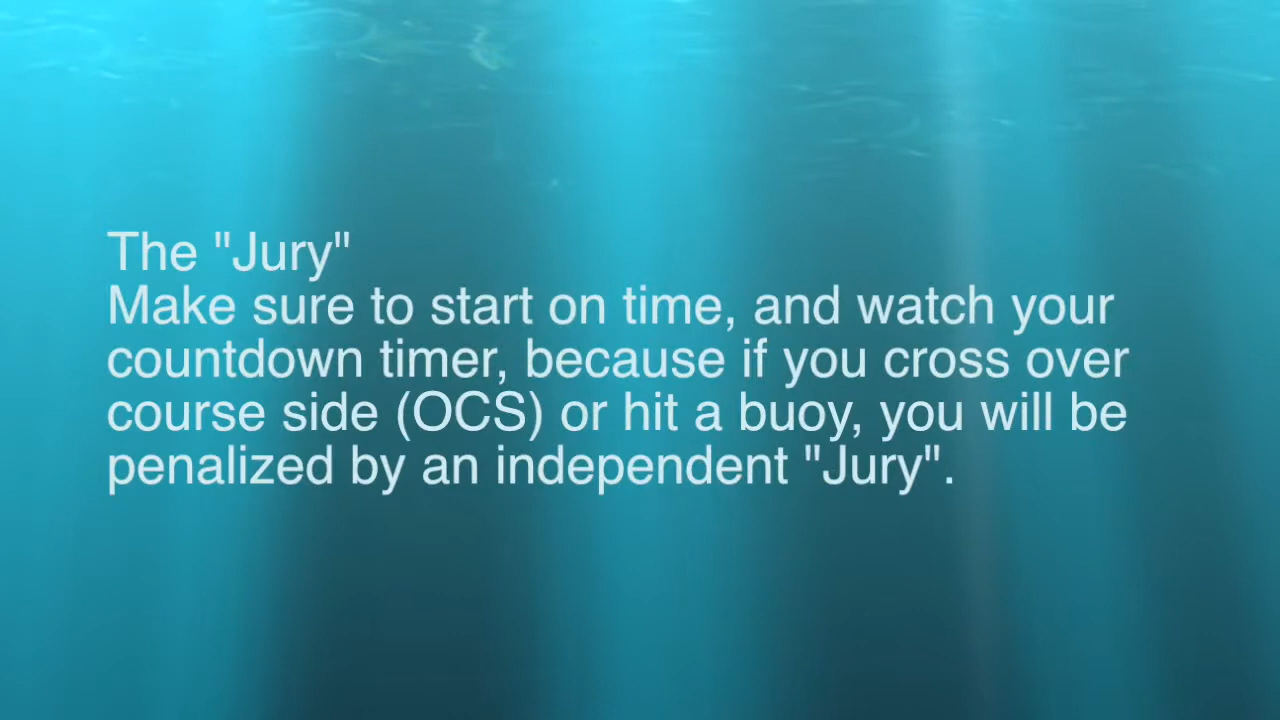 The "Jury"
Make sure to start on time, and watch your
countdown timer, because if you cross over
course side (OCS) or hit a buoy, you will be
penalized by an independent "Jury".